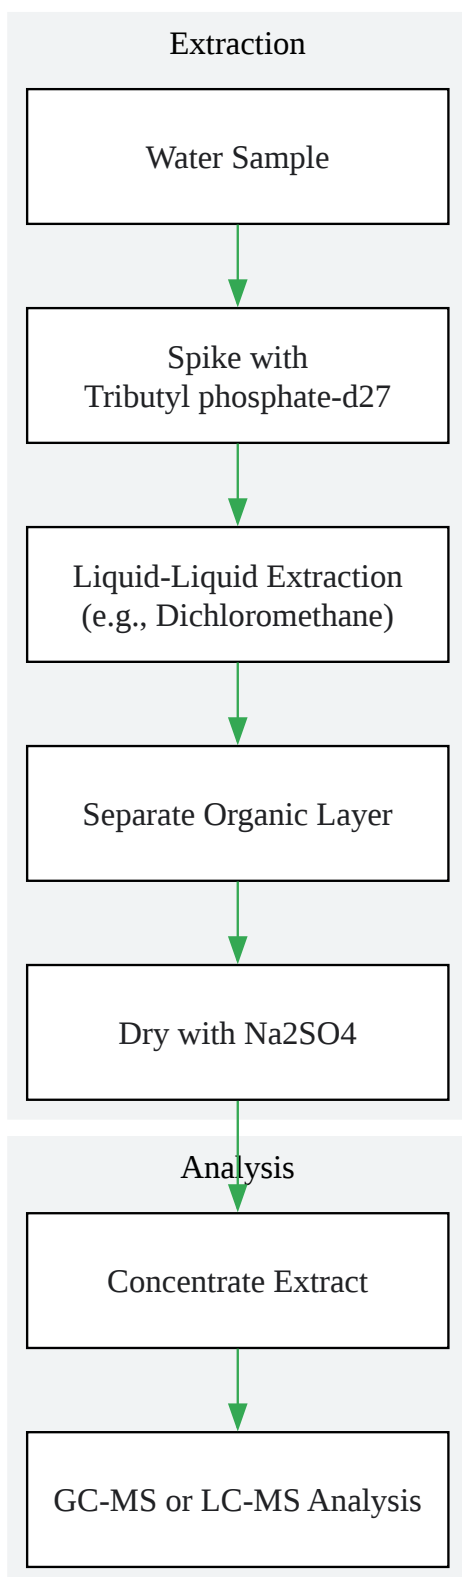 Extraction
Water Sample
Spike with
Tributyl phosphate-d27
Liquid-Liquid Extraction
(e.g., Dichloromethane)
Separate Organic Layer
Dry with Na2SO4
Analysis
Concentrate Extract
GC-MS or LC-MS Analysis